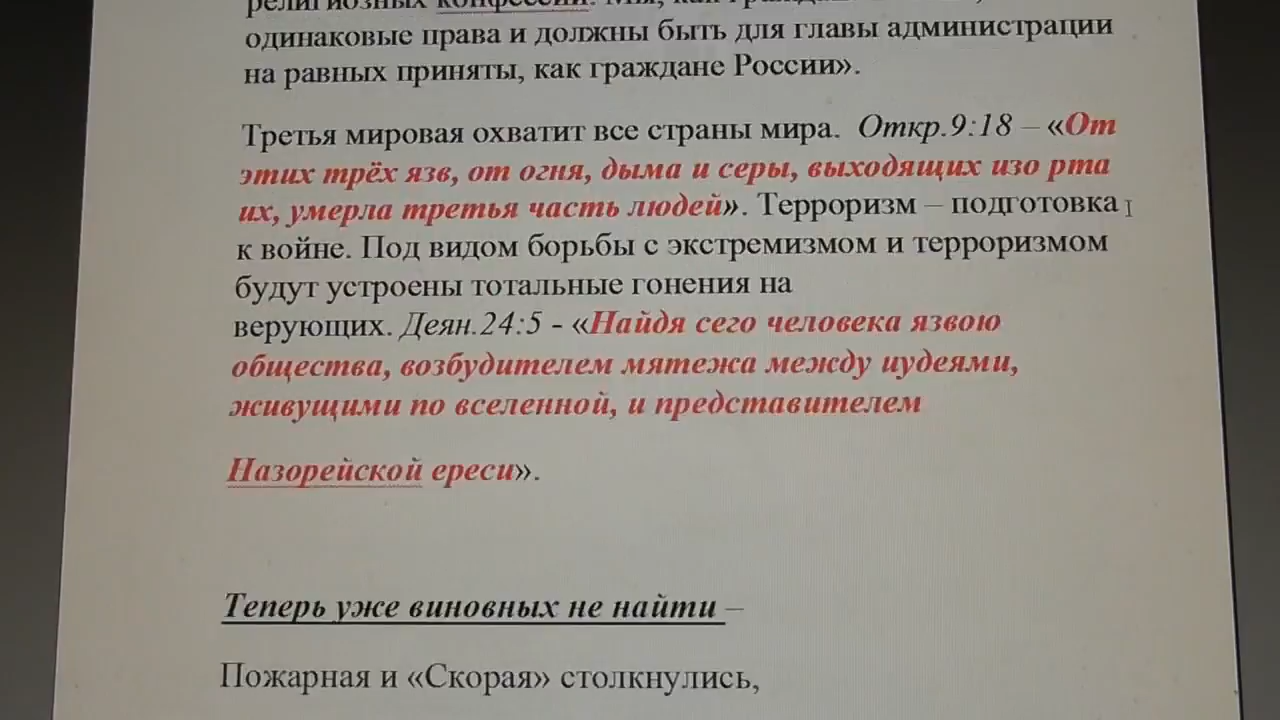 религиозных конфессий. Мы, как
одинаковые права и должны быть для главы администрации
на равных приняты, как граждане России».
Третья мировая охватит все страны мира. Откр.9:18 – «От
этих трёх язв, от огня, дыма и серы, выходящих изо рта
их, умерла третья часть людей». Терроризм – подготовка
к войне. Под видом борьбы с экстремизмом и терроризмом
будут устроены тотальные гонения на
верующих. Деян.24:5 - «Найдя сего человека язвою
общества, возбудителем мятежа между иудеями,
живущими по вселенной, и представителем
Назорейской ереси».
Теперь уже виновных не найти –
Пожарная и «Скорая» столкнулись,